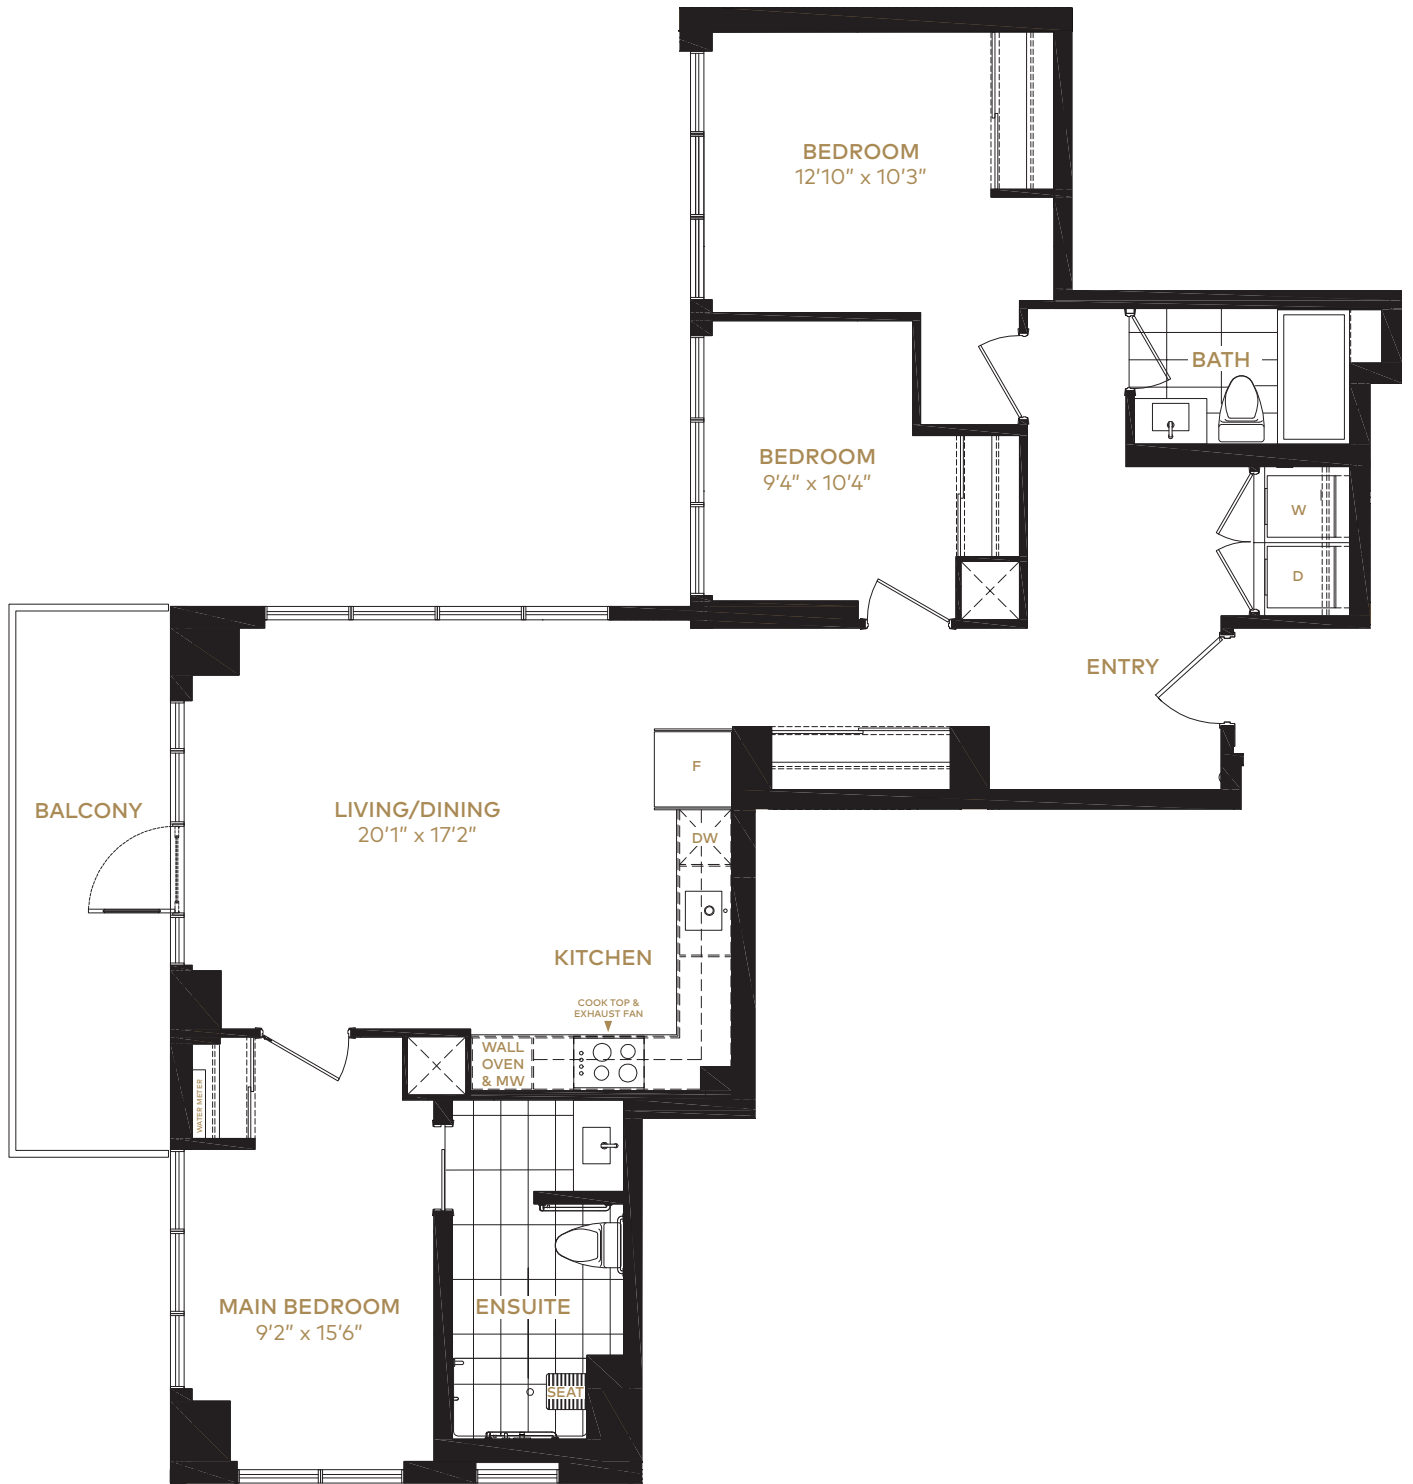 BEDROOM
12'10" x 10'3"
BATH
BEDROOM
9'4" x 10'4"
W
D
ENTRY
F
BALCONY
LIVING/DINING
20'1" x 17'2"
DW
KITCHEN
COOK TOP &
EXHAUST FAN
WALL
OVEN
& MW
WATER METER
MAIN BEDROOM
9'2" x 15'6"
ENSUITE
SEAT